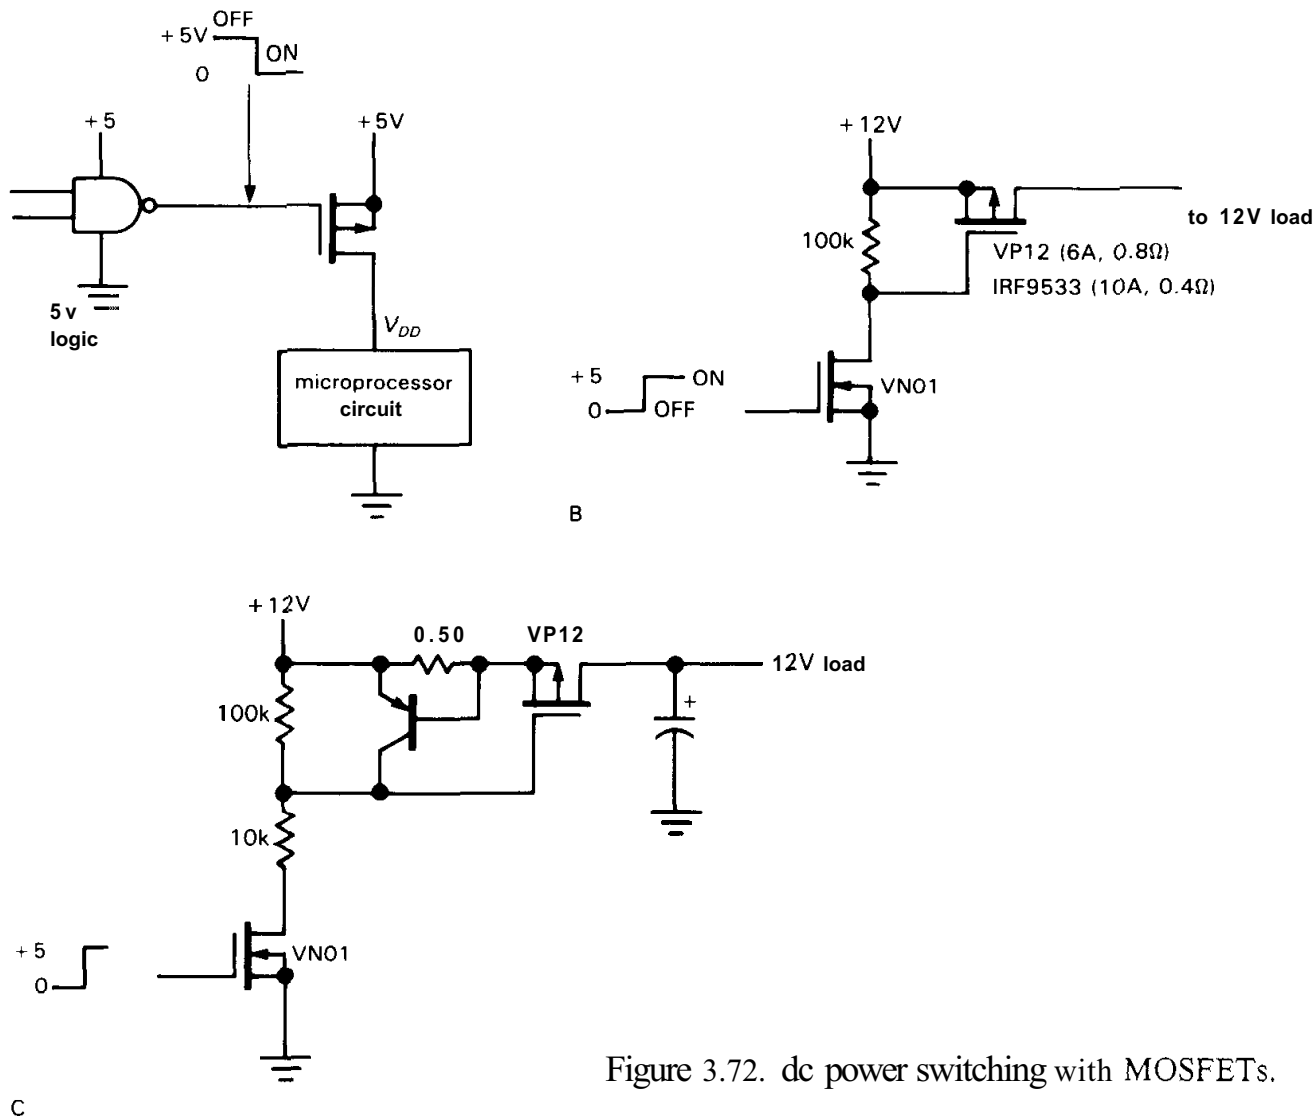 OFF
+5V
ON
0
+5
+5V
5v
logic
V_DD
microprocessor
circuit
+12V
100k
to 12V load
VP12 (6A, 0.8Ω)
IRF9533 (10A, 0.4Ω)
+5
ON
0
OFF
VN01
B
+12V
0.50
VP12
12V load
100k
+
10k
+5
0
VN01
Figure 3.72. dc power switching with MOSFETs.
C